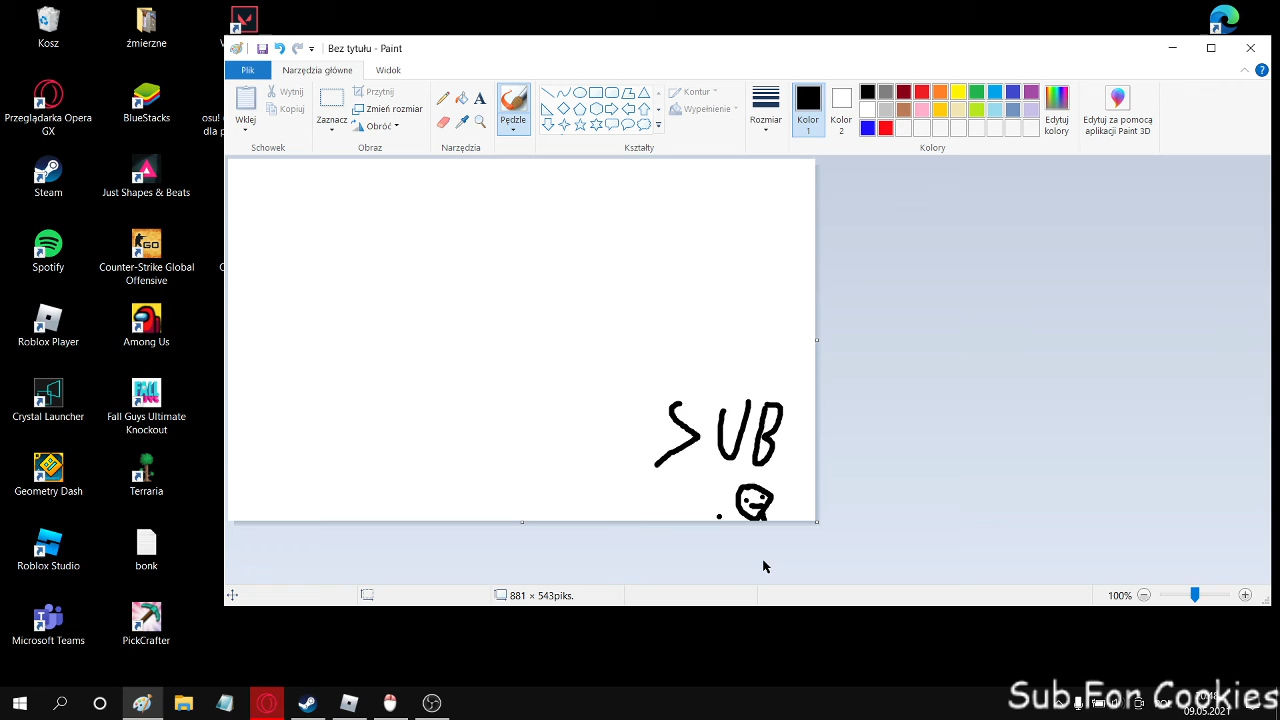 Kosz
żmierzne
Bez tytułu - Paint
Plik
Narzędzia główne
Widok
Wklej
Wytnij
Kopiuj
Schowek
Zaznacz
Przytnij
Zmień rozmiar
Obróć
Obraz
Narzędzia
Pędzle
Kształty
Kontur
Wypełnienie
Rozmiar
Kolor
1
Kolor
2
Edytuj
kolory
Kolory
Edytuj za pomocą
aplikacji Paint 3D
Przeglądarka Opera
GX
BlueStacks
osu!
dla p
Steam
Just Shapes & Beats
Spotify
Counter-Strike Global
Offensive
Roblox Player
Among Us
Crystal Launcher
Fall Guys Ultimate
Knockout
Geometry Dash
Terraria
Roblox Studio
bonk
Microsoft Teams
PickCrafter
SUB
881 × 543piks.
100%
Sub For Cookies
09.05.2021